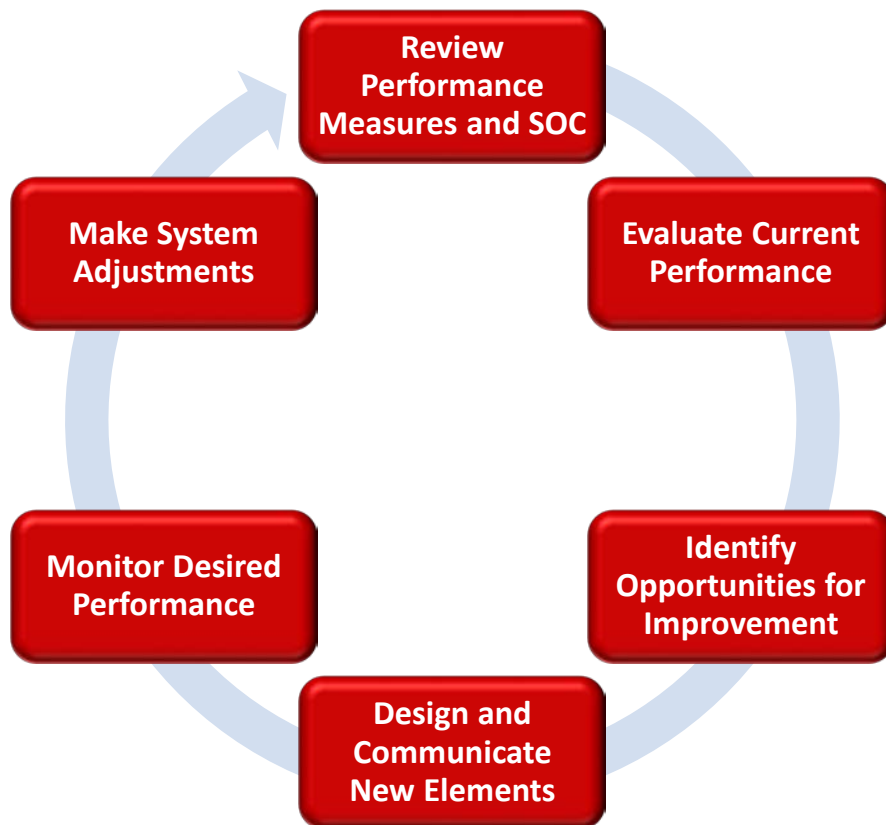 Review
Performance
Measures and SOC
Evaluate Current
Performance
Identify
Opportunities for
Improvement
Design and
Communicate
New Elements
Monitor Desired
Performance
Make System
Adjustments